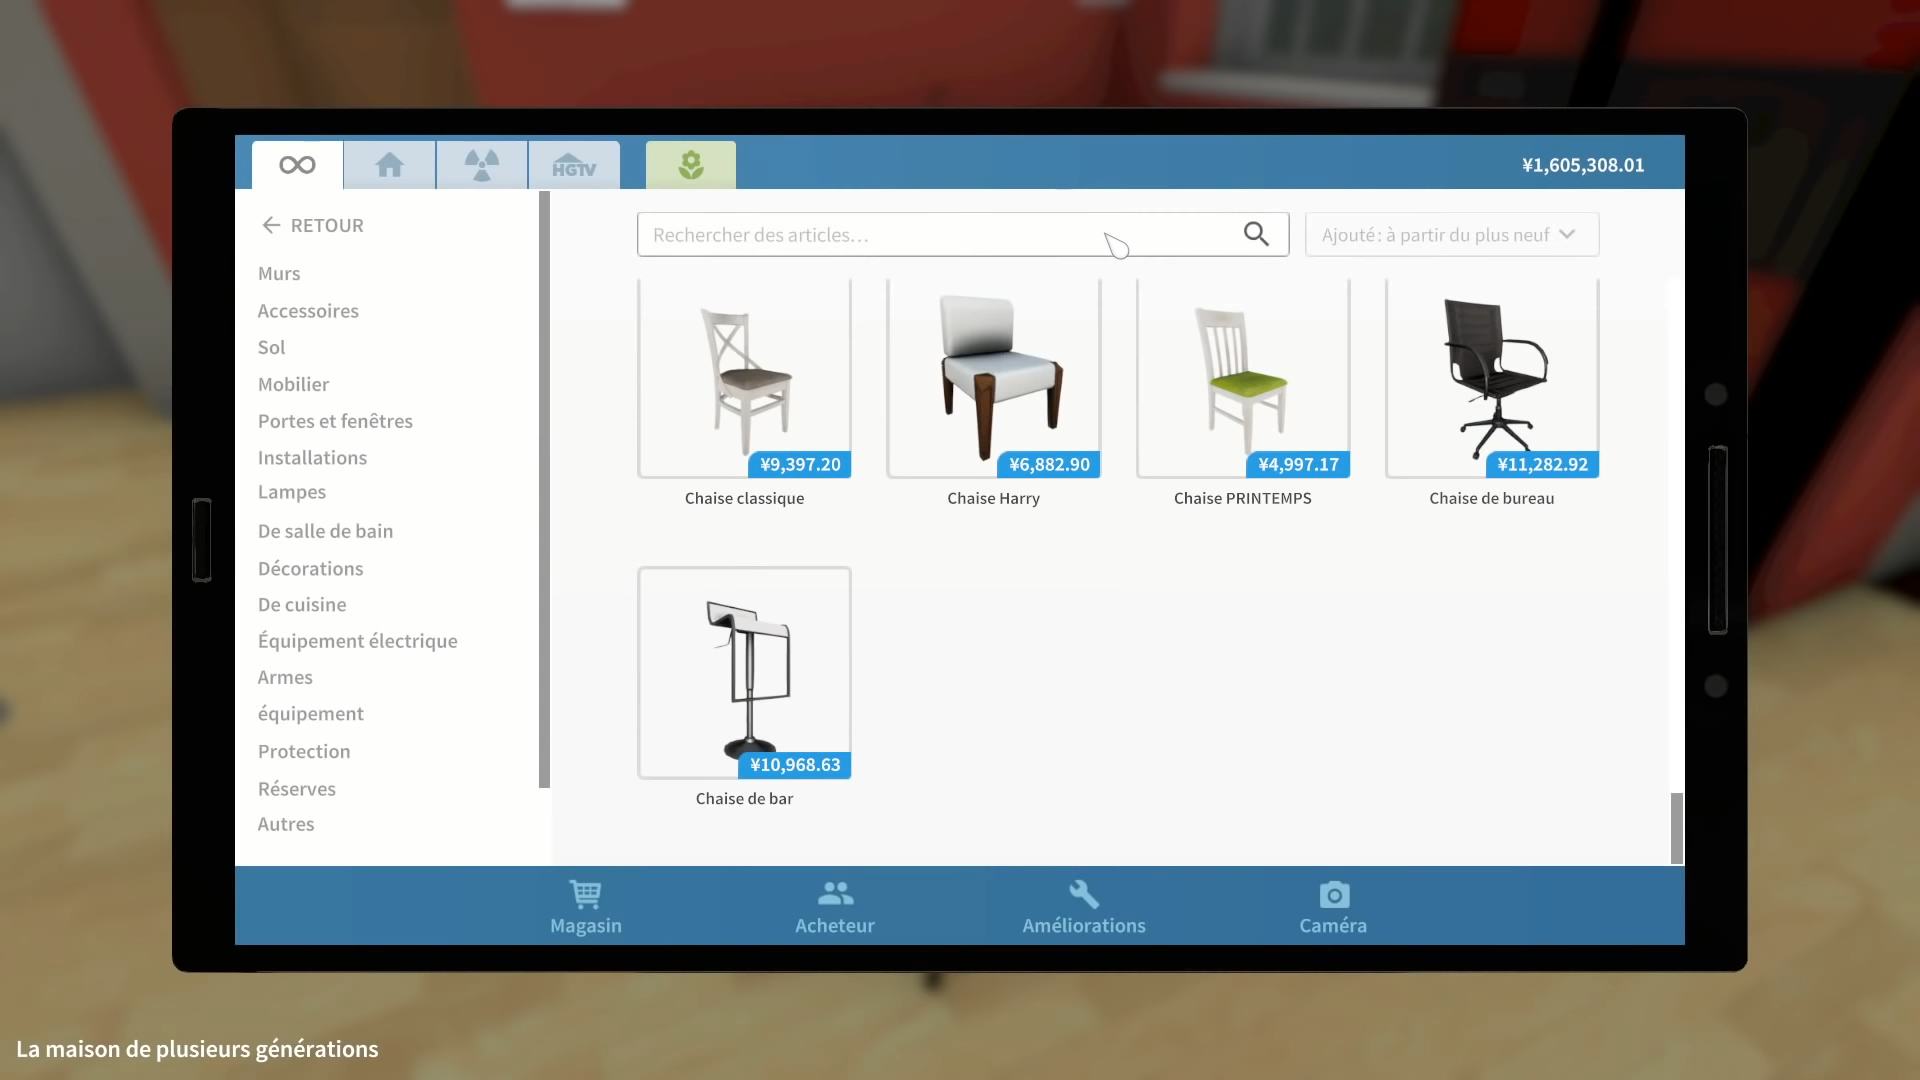 HGTV
¥1,605,308.01
RETOUR
Rechercher des articles...
Ajouté : à partir du plus neuf
Murs
Accessoires
Sol
Mobilier
Portes et fenêtres
Installations
Lampes
De salle de bain
Décorations
De cuisine
Équipement électrique
Armes
équipement
Protection
Réserves
Autres
¥9,397.20
¥6,882.90
¥4,997.17
¥11,282.92
Chaise classique
Chaise Harry
Chaise PRINTEMPS
Chaise de bureau
¥10,968.63
Chaise de bar
Magasin
Acheteur
Améliorations
Caméra
La maison de plusieurs générations